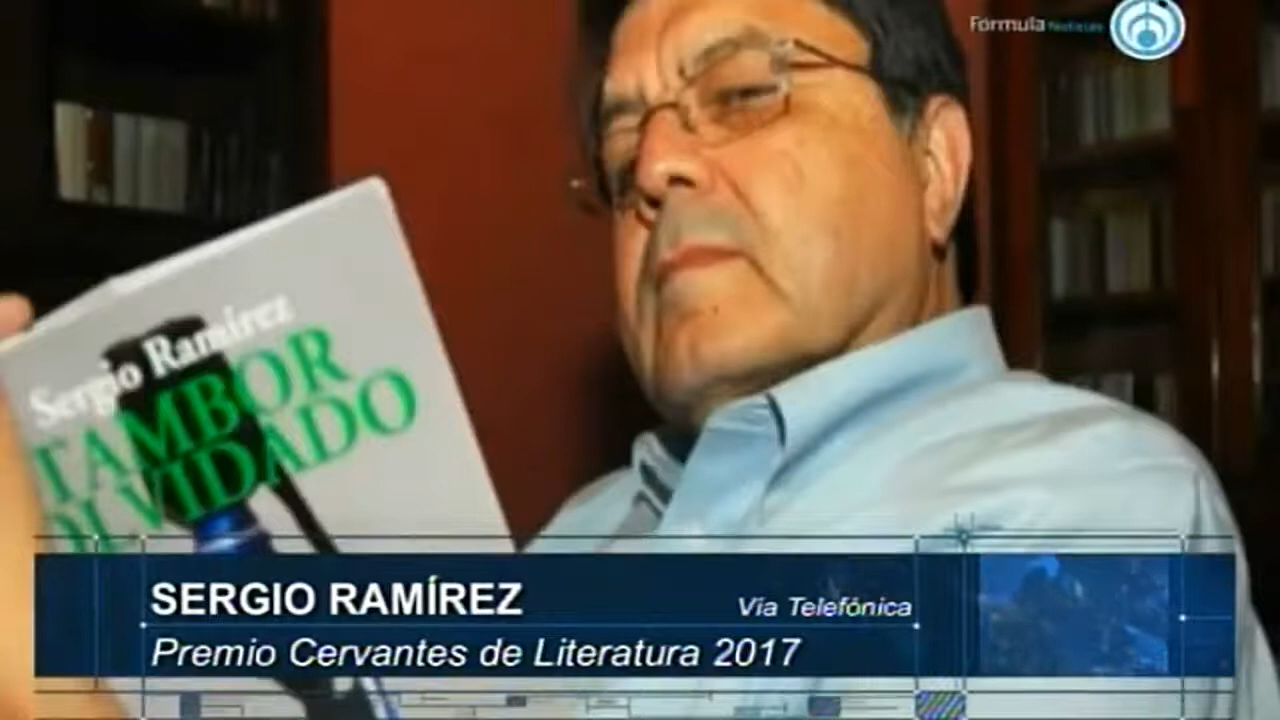 Fórmula Noticias
Sergio Ramírez
TAMBOR
OLVIDADO
SERGIO RAMÍREZ
Vía Telefónica
Premio Cervantes de Literatura 2017